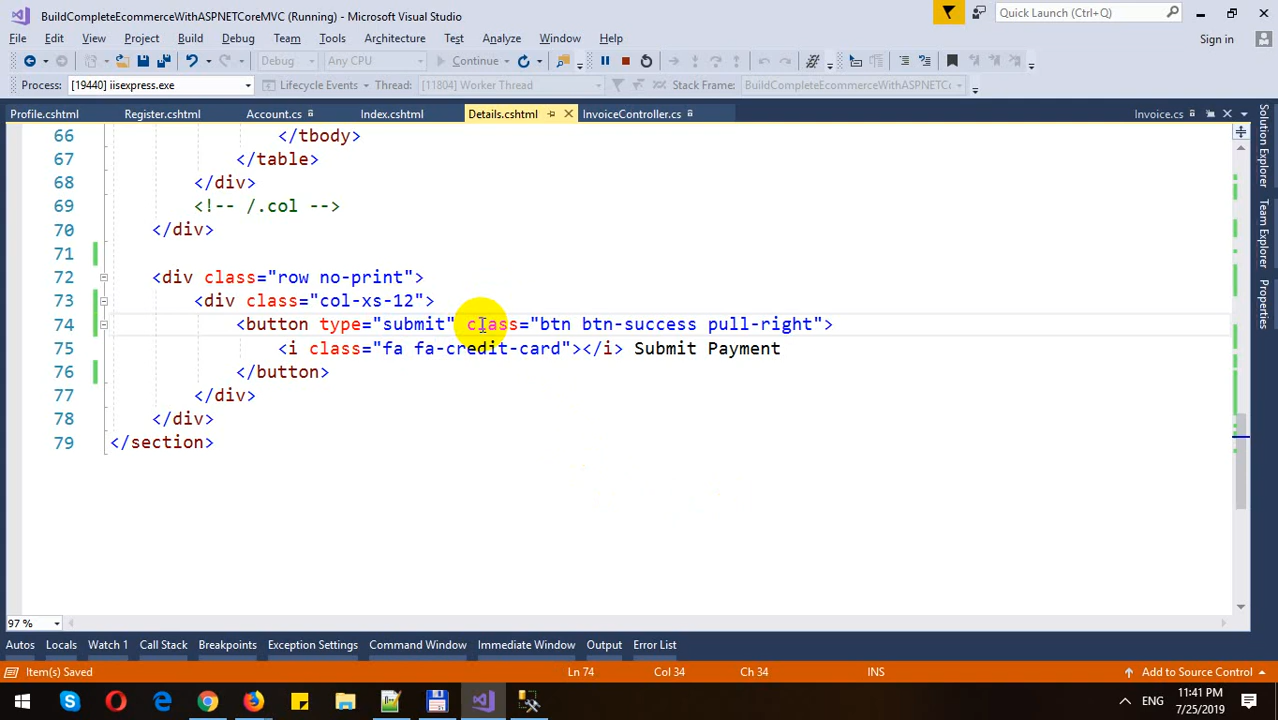 BuildCompleteEcommerceWithASPNETCoreMVC (Running) - Microsoft Visual Studio
Quick Launch (Ctrl+Q)
File Edit View Project Build Debug Team Tools Architecture Test Analyze Window Help
Sign in
Debug Any CPU Continue
Process: [19440] iisexpress.exe Lifecycle Events Thread: [11804] Worker Thread Stack Frame: BuildCompleteEcommerceWithASPNETCoreMVC
Profile.cshtml Register.cshtml Account.cs Index.cshtml Details.cshtml InvoiceController.cs Invoice.cs
66 </tbody>
67 </table>
68 </div>
69 <!-- /.col -->
70 </div>
71
72 <div class="row no-print">
73 <div class="col-xs-12">
74 <button type="submit" class="btn btn-success pull-right">
75 <i class="fa fa-credit-card"></i> Submit Payment
76 </button>
77 </div>
78 </div>
79 </section>
Solution Explorer
Team Explorer
Properties
97 %
Autos Locals Watch 1 Call Stack Breakpoints Exception Settings Command Window Immediate Window Output Error List
Item(s) Saved Ln 74 Col 34 Ch 34 INS Add to Source Control
ENG
11:41 PM
7/25/2019